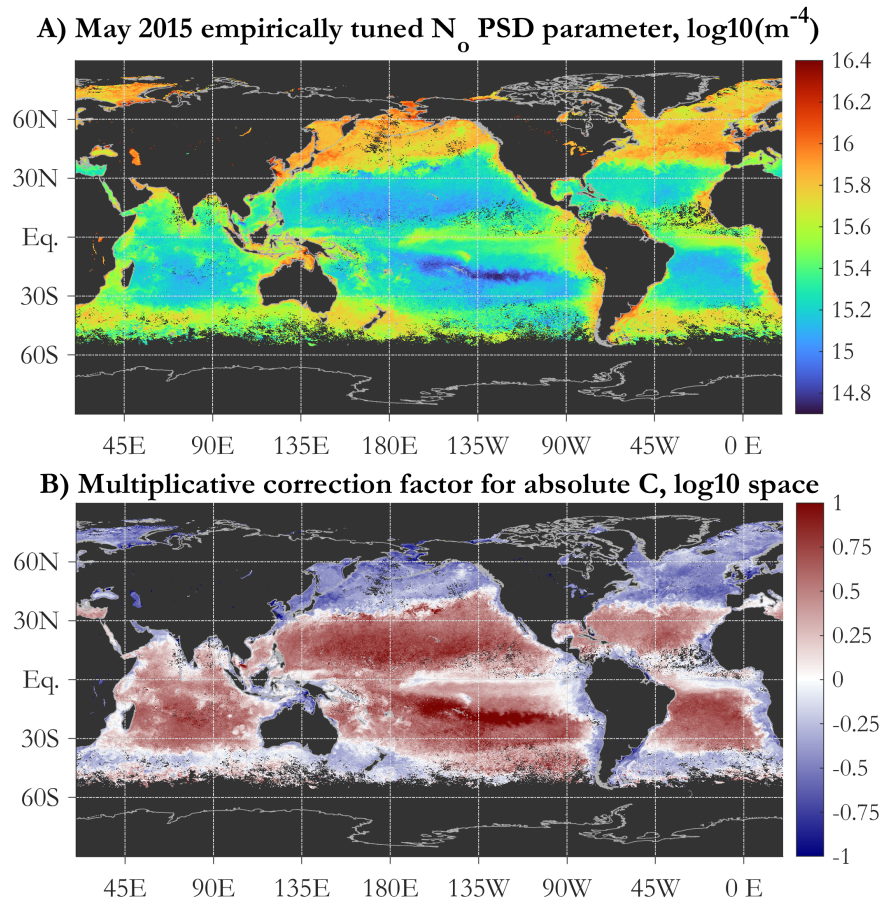 A) May 2015 empirically tuned N_o PSD parameter, log10(m^-4)
60N
30N
Eq.
30S
60S
45E 90E 135E 180E 135W 90W 45W 0 E
16.4
16.2
16
15.8
15.6
15.4
15.2
15
14.8
B) Multiplicative correction factor for absolute C, log10 space
60N
30N
Eq.
30S
60S
45E 90E 135E 180E 135W 90W 45W 0 E
1
0.75
0.5
0.25
0
-0.25
-0.5
-0.75
-1